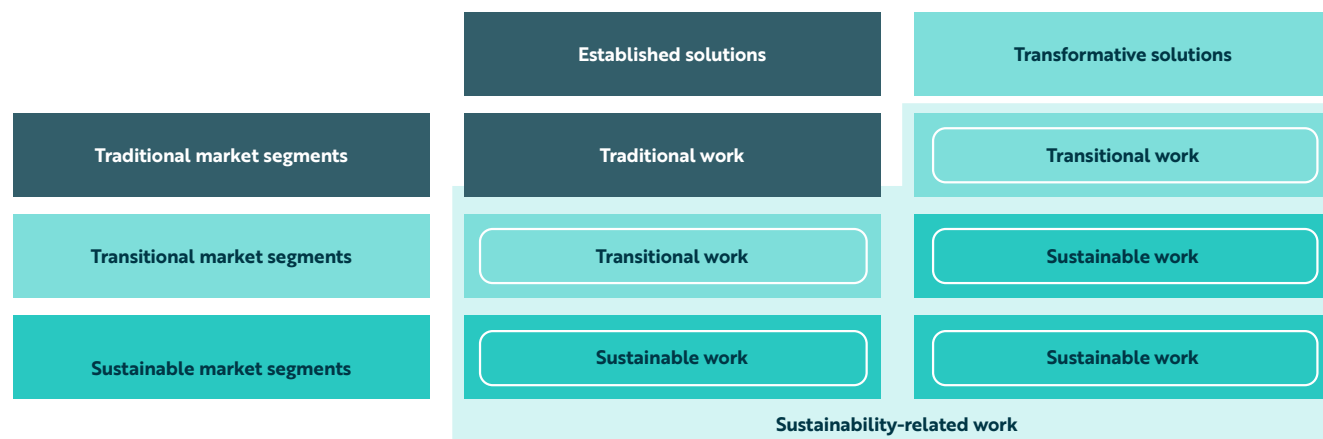 Established solutions
Transformative solutions
Traditional market segments
Traditional work
Transitional work
Transitional market segments
Transitional work
Sustainable work
Sustainable market segments
Sustainable work
Sustainable work
Sustainability-related work